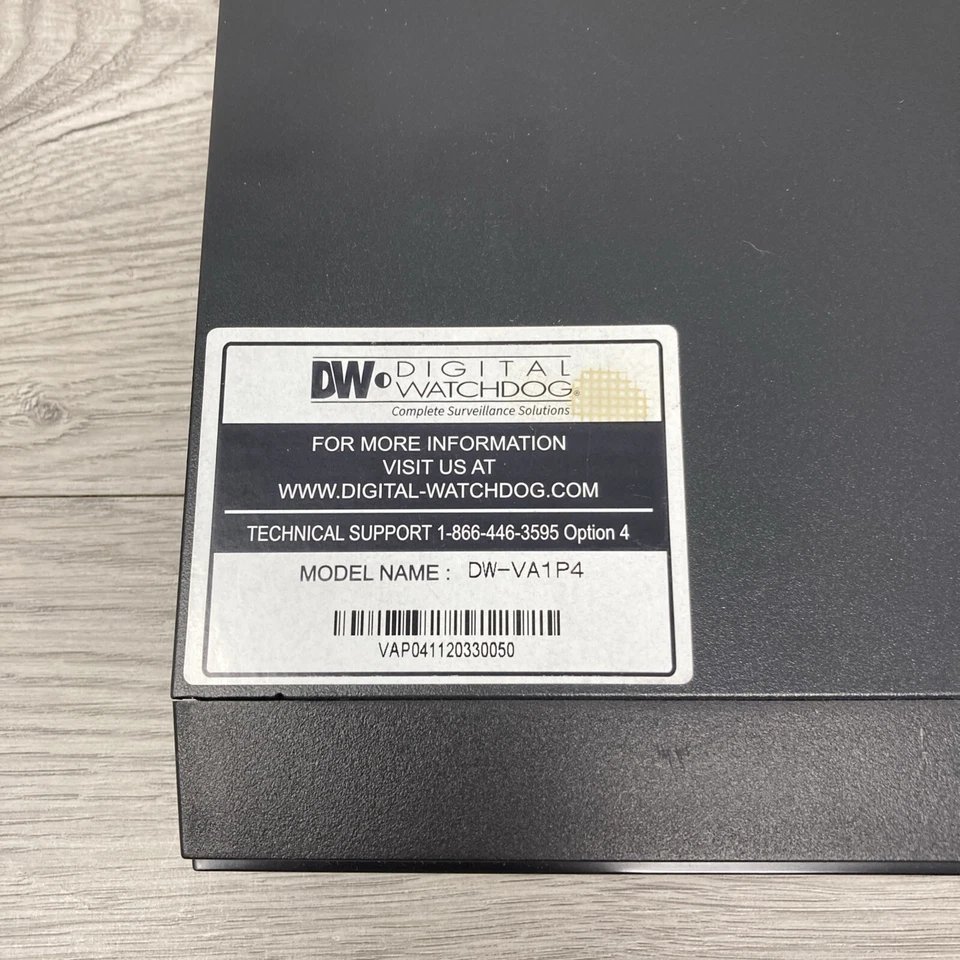 DW DIGITAL
WATCHDOG®
Complete Surveillance Solutions
FOR MORE INFORMATION
VISIT US AT
WWW.DIGITAL-WATCHDOG.COM
TECHNICAL SUPPORT 1-866-446-3595 Option 4
MODEL NAME : DW-VA1P4
VAP041120330050